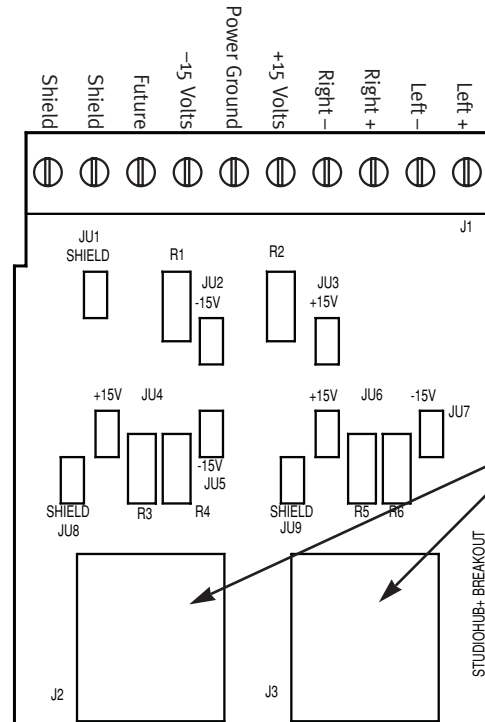 Shield
Shield
Future
–15 Volts
Power Ground
+15 Volts
Right –
Right +
Left –
Left +
J1
JU1
SHIELD
R1
R2
JU2
-15V
JU3
+15V
+15V
JU4
+15V
JU6
-15V
JU7
-15V
JU5
SHIELD
JU8
R3
R4
SHIELD
JU9
R5
R6
STUDIOHUB+ BREAKOUT
J2
J3